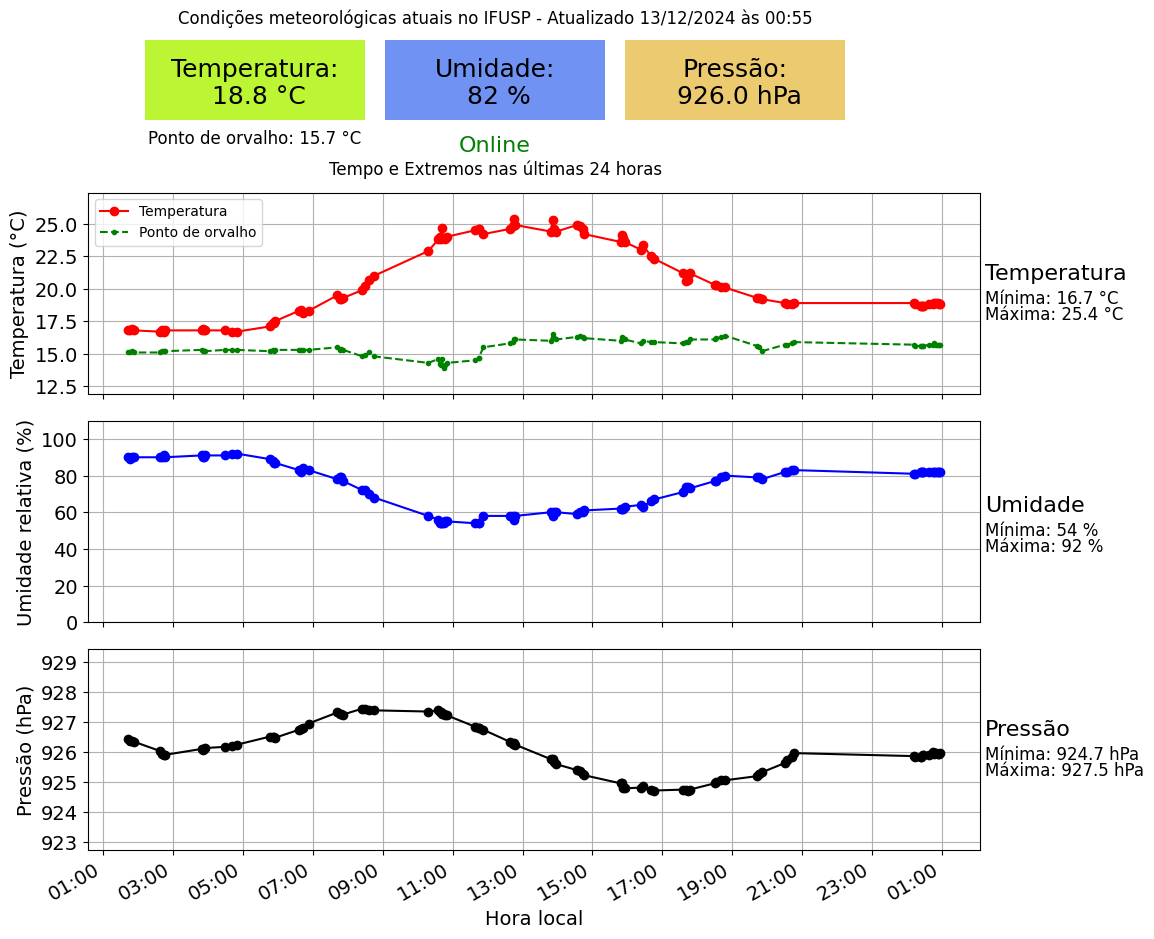 Condições meteorológicas atuais no IFUSP - Atualizado 13/12/2024 às 00:55
Temperatura:
18.8 °C
Umidade:
82 %
Pressão:
926.0 hPa
Ponto de orvalho: 15.7 °C
Online
Tempo e Extremos nas últimas 24 horas
Temperatura (°C)
25.0
22.5
20.0
17.5
15.0
12.5
Temperatura
Ponto de orvalho
Temperatura
Mínima: 16.7 °C
Máxima: 25.4 °C
Umidade relativa (%)
100
80
60
40
20
0
Umidade
Mínima: 54 %
Máxima: 92 %
Pressão (hPa)
929
928
927
926
925
924
923
Pressão
Mínima: 924.7 hPa
Máxima: 927.5 hPa
01:00
03:00
05:00
07:00
09:00
11:00
13:00
15:00
17:00
19:00
21:00
23:00
01:00
Hora local